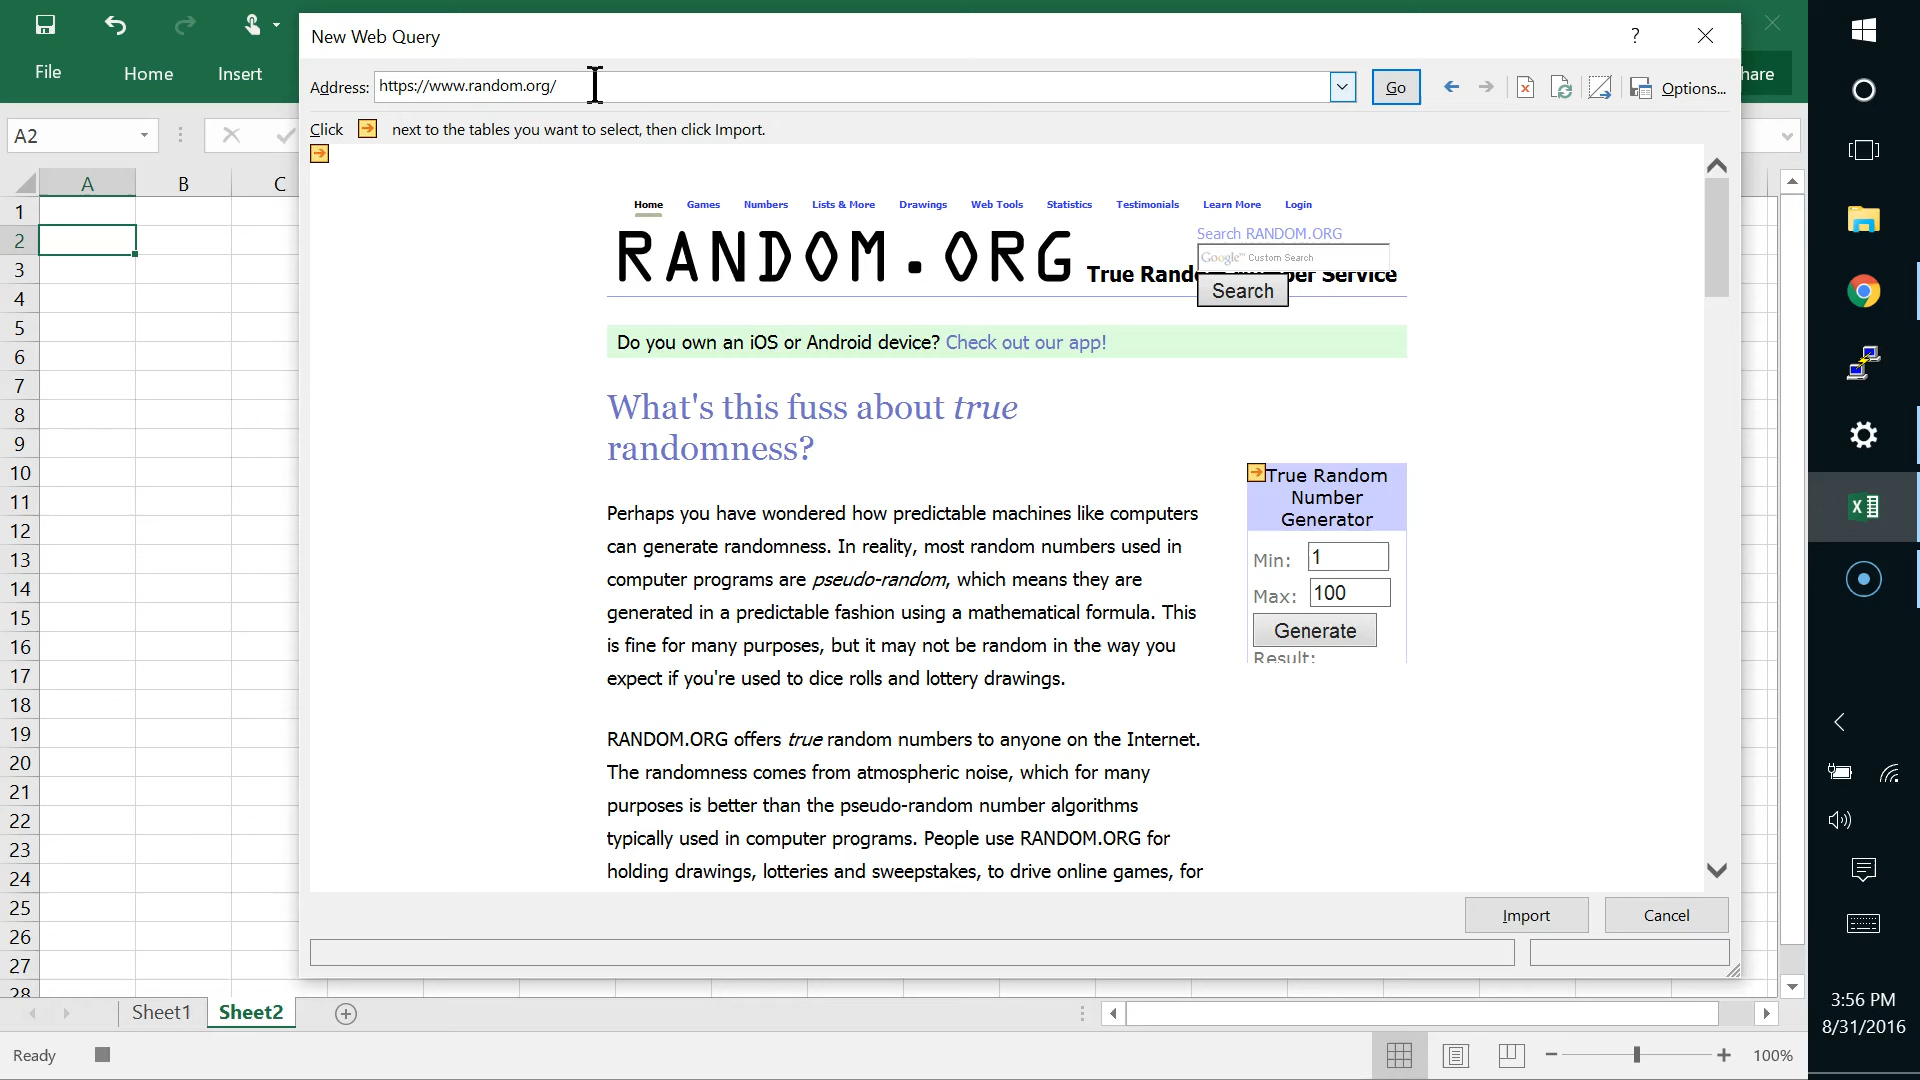 New Web Query
?
File
Home
Insert
hare
Address:
https://www.random.org/
Go
Options...
Click
next to the tables you want to select, then click Import.
A2
A
B
C
Home
Games
Numbers
Lists & More
Drawings
Web Tools
Statistics
Testimonials
Learn More
Login
Search RANDOM.ORG
RANDOM.ORG
Google™ Custom Search
True Rand
per Service
Search
Do you own an iOS or Android device? Check out our app!
What's this fuss about true
randomness?
True Random
Number
Generator
Min: 1
Max: 100
Generate
Result:
Perhaps you have wondered how predictable machines like computers
can generate randomness. In reality, most random numbers used in
computer programs are pseudo-random, which means they are
generated in a predictable fashion using a mathematical formula. This
is fine for many purposes, but it may not be random in the way you
expect if you're used to dice rolls and lottery drawings.
RANDOM.ORG offers true random numbers to anyone on the Internet.
The randomness comes from atmospheric noise, which for many
purposes is better than the pseudo-random number algorithms
typically used in computer programs. People use RANDOM.ORG for
holding drawings, lotteries and sweepstakes, to drive online games, for
Import
Cancel
1
2
3
4
5
6
7
8
9
10
11
12
13
14
15
16
17
18
19
20
21
22
23
24
25
26
27
28
Sheet1
Sheet2
Ready
100%
3:56 PM
8/31/2016